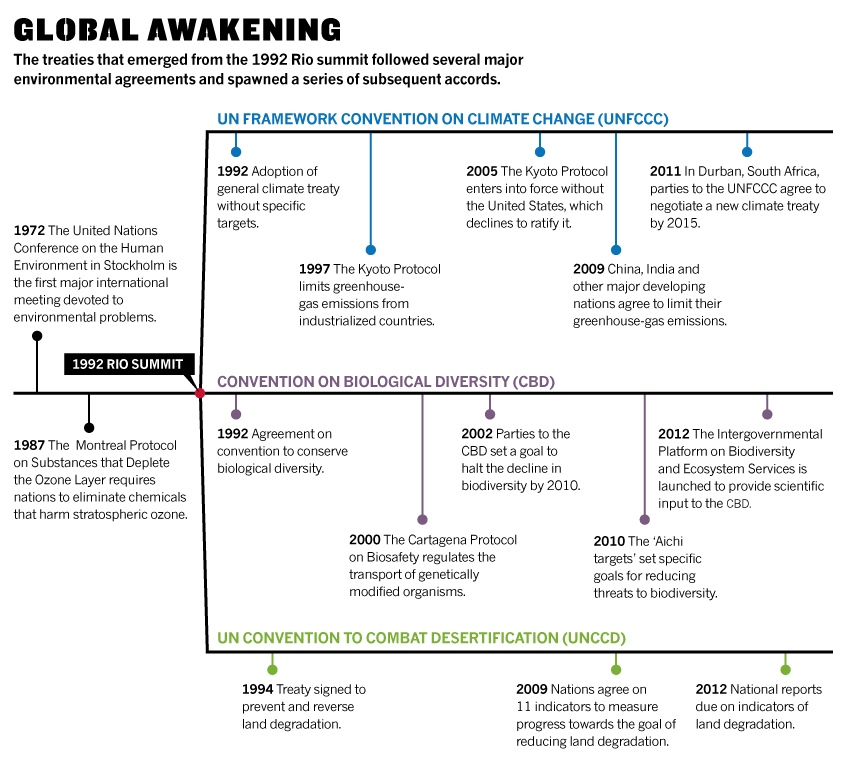 GLOBAL AWAKENING
The treaties that emerged from the 1992 Rio summit followed several major
environmental agreements and spawned a series of subsequent accords.
1972 The United Nations
Conference on the Human
Environment in Stockholm is
the first major international
meeting devoted to
environmental problems.
1992 RIO SUMMIT
1987 The Montreal Protocol
on Substances that Deplete
the Ozone Layer requires
nations to eliminate chemicals
that harm stratospheric ozone.
UN FRAMEWORK CONVENTION ON CLIMATE CHANGE (UNFCCC)
1992 Adoption of
general climate treaty
without specific
targets.
1997 The Kyoto Protocol
limits greenhouse-
gas emissions from
industrialized countries.
2005 The Kyoto Protocol
enters into force without
the United States, which
declines to ratify it.
2009 China, India and
other major developing
nations agree to limit their
greenhouse-gas emissions.
2011 In Durban, South Africa,
parties to the UNFCCC agree to
negotiate a new climate treaty
by 2015.
CONVENTION ON BIOLOGICAL DIVERSITY (CBD)
1992 Agreement on
convention to conserve
biological diversity.
2000 The Cartagena Protocol
on Biosafety regulates the
transport of genetically
modified organisms.
2002 Parties to the
CBD set a goal to
halt the decline in
biodiversity by 2010.
2010 The ‘Aichi
targets’ set specific
goals for reducing
threats to biodiversity.
2012 The Intergovernmental
Platform on Biodiversity
and Ecosystem Services is
launched to provide scientific
input to the CBD.
UN CONVENTION TO COMBAT DESERTIFICATION (UNCCD)
1994 Treaty signed to
prevent and reverse
land degradation.
2009 Nations agree on
11 indicators to measure
progress towards the goal of
reducing land degradation.
2012 National reports
due on indicators of
land degradation.